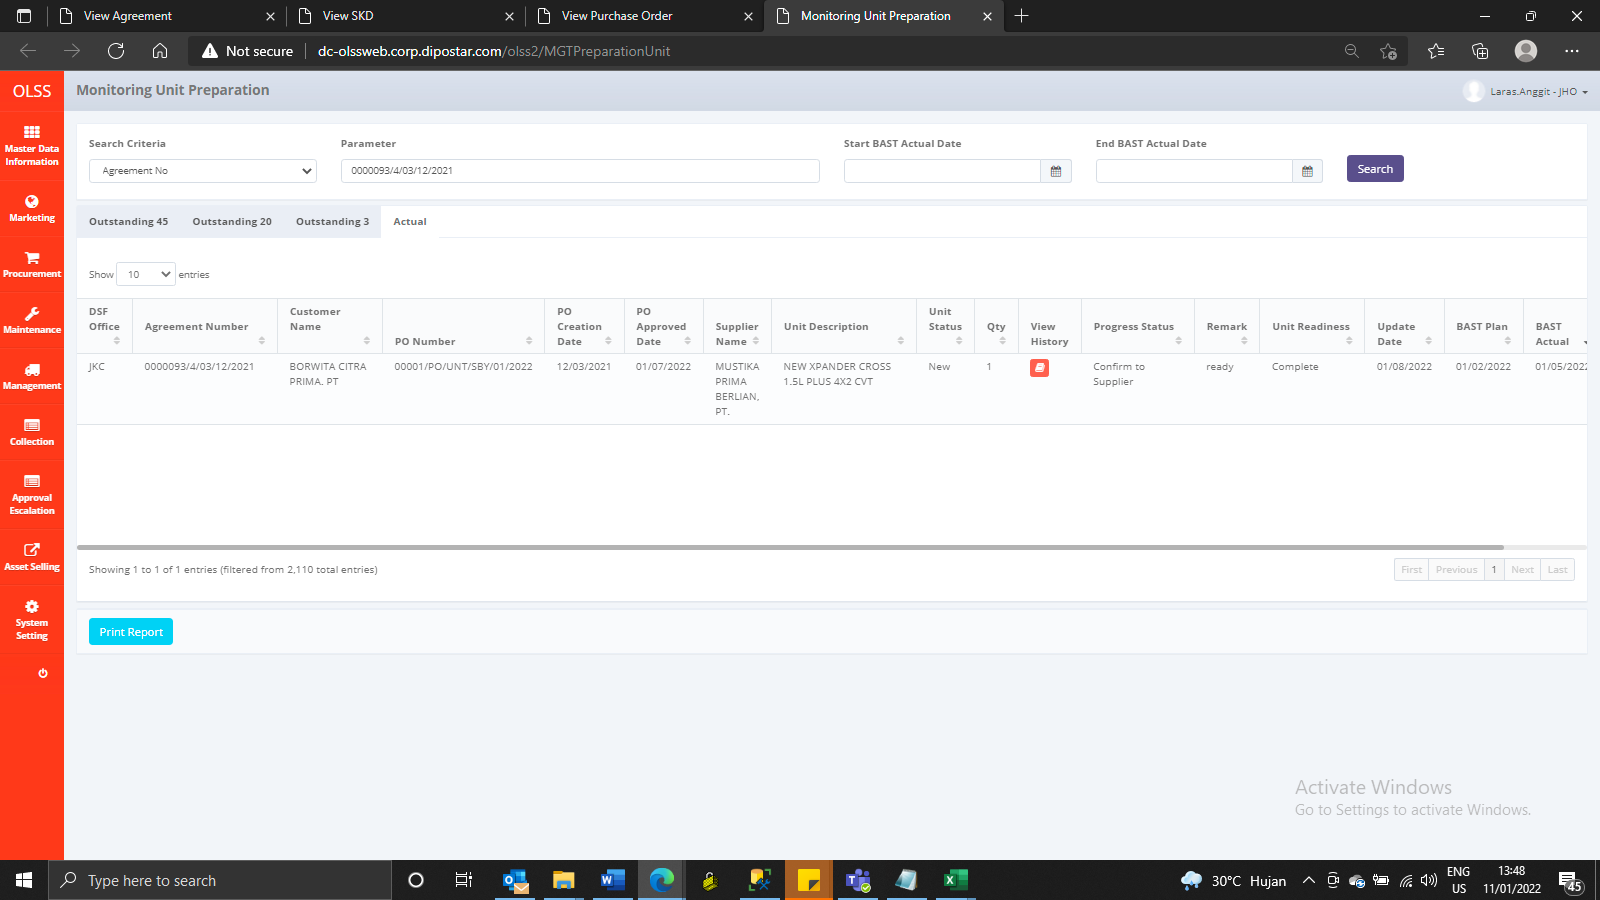 View Agreement
View SKD
View Purchase Order
Monitoring Unit Preparation
Not secure
dc-olssweb.corp.dipostar.com/olss2/MGTPreparationUnit
OLSS
Monitoring Unit Preparation
Laras.Anggit - JHO
Master Data
Information
Marketing
Procurement
Maintenance
Management
Collection
Approval
Escalation
Asset Selling
System
Setting
Search Criteria
Parameter
Start BAST Actual Date
End BAST Actual Date
Agreement No
0000093/4/03/12/2021
Search
Outstanding 45
Outstanding 20
Outstanding 3
Actual
Show 10 entries
DSF Office
Agreement Number
Customer Name
PO Number
PO Creation Date
PO Approved Date
Supplier Name
Unit Description
Unit Status
Qty
View History
Progress Status
Remark
Unit Readiness
Update Date
BAST Plan
BAST Actual
JKC
0000093/4/03/12/2021
BORWITA CITRA
PRIMA. PT
00001/PO/UNT/SBY/01/2022
12/03/2021
01/07/2022
MUSTIKA
PRIMA
BERLIAN,
PT.
NEW XPANDER CROSS
1.5L PLUS 4X2 CVT
New
1
Confirm to
Supplier
ready
Complete
01/08/2022
01/02/2022
01/05/2022
Showing 1 to 1 of 1 entries (filtered from 2,110 total entries)
First
Previous
1
Next
Last
Print Report
Activate Windows
Go to Settings to activate Windows.
Type here to search
30°C Hujan
ENG
US
13:48
11/01/2022
45